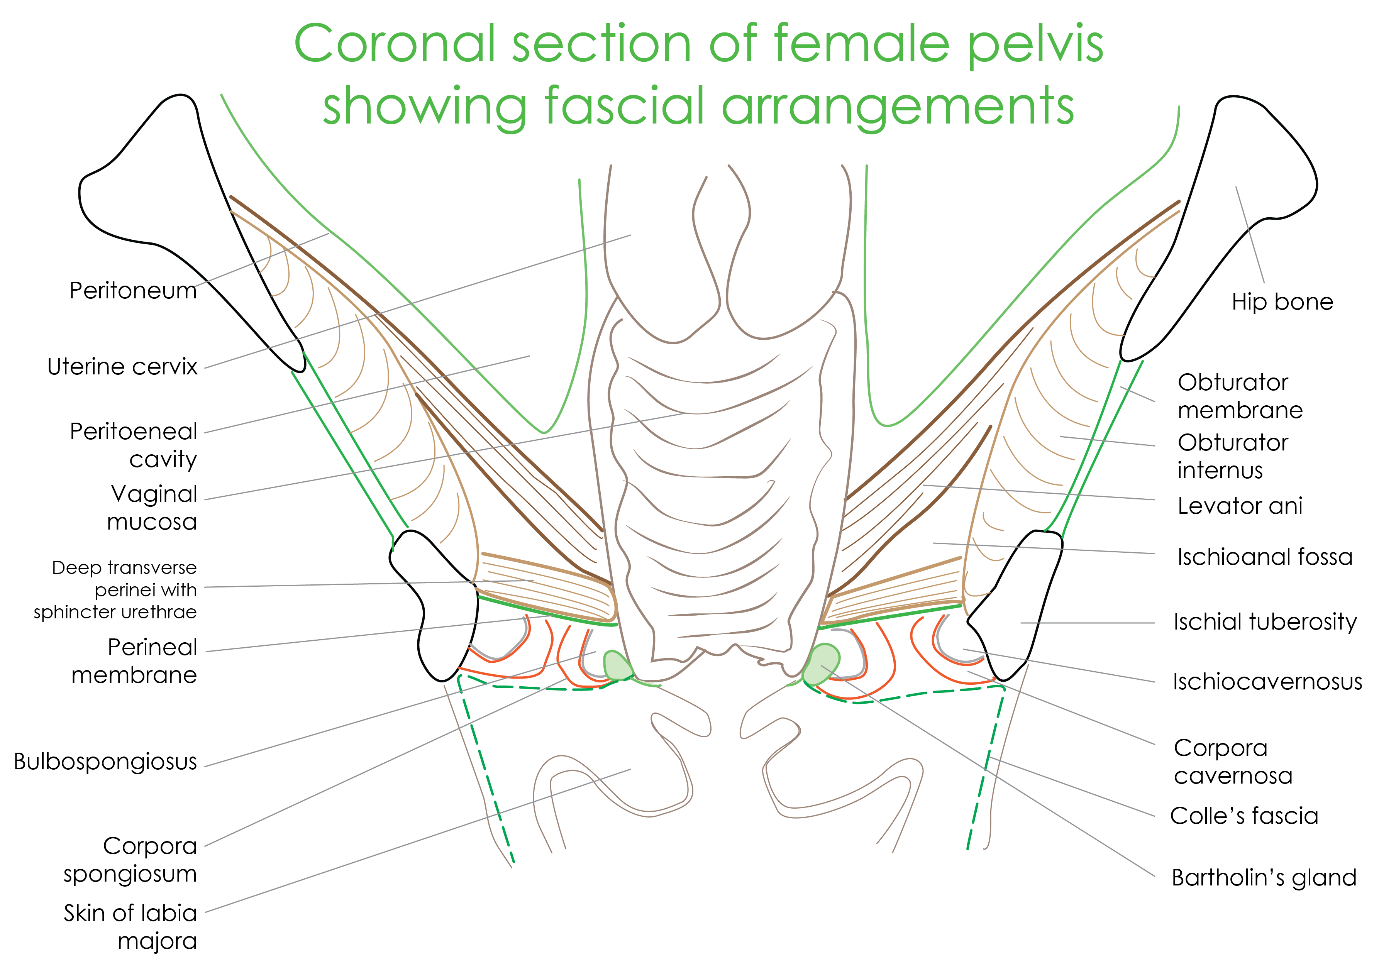 Coronal section of female pelvis
showing fascial arrangements
Peritoneum
Uterine cervix
Peritoeneal
cavity
Vaginal
mucosa
Deep transverse
perinei with
sphincter urethrae
Perineal
membrane
Bulbospongiosus
Corpora
spongiosum
Skin of labia
majora
Hip bone
Obturator
membrane
Obturator
internus
Levator ani
Ischioanal fossa
Ischial tuberosity
Ischiocavernosus
Corpora
cavernosa
Colle's fascia
Bartholin's gland